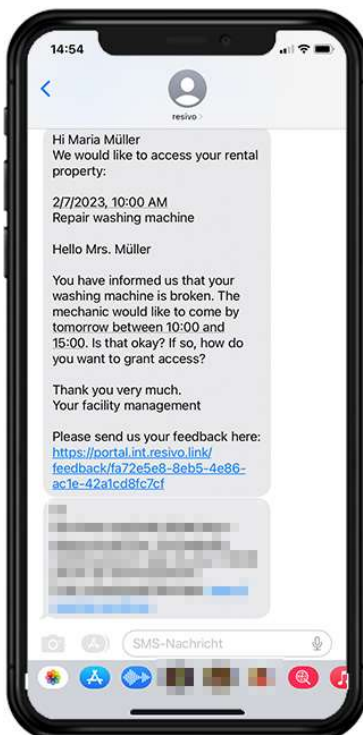 14:54
resivo
Hi Maria Müller
We would like to access your rental
property:
2/7/2023, 10:00 AM
Repair washing machine
Hello Mrs. Müller
You have informed us that your
washing machine is broken. The
mechanic would like to come by
tomorrow between 10:00 and
15:00. Is that okay? If so, how do
you want to grant access?
Thank you very much.
Your facility management
Please send us your feedback here:
https://portal.int.resivo.link/
feedback/fa72e5e8-8eb5-4e86-
ac1e-42a1cd8fc7cf
SMS-Nachricht